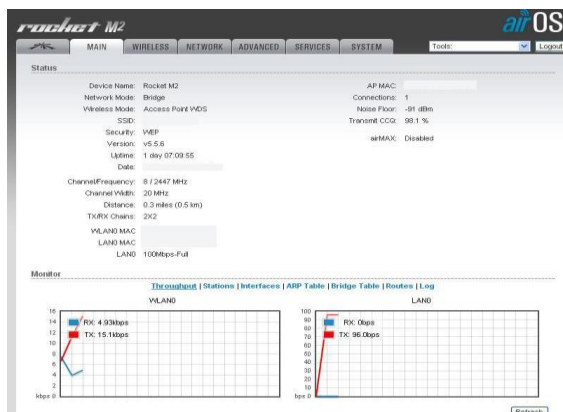 rocket M2
airOS
MAIN WIRELESS NETWORK ADVANCED SERVICES SYSTEM Tools: Logout
Status
Device Name: Rocket M2
Network Mode: Bridge
Wireless Mode: Access Point WDS
SSID:
Security: WEP
Version: v5.5.6
Uptime: 1 day 07:09:55
Date:
Channel/Frequency: 8 / 2447 MHz
Channel Width: 20 MHz
Distance: 0.3 miles (0.5 km)
TX/RX Chains: 2X2
WLAN0 MAC
LAN0 MAC
LAN0 100Mbps-Full
AP MAC:
Connections: 1
Noise Floor: -91 dBm
Transmit CCQ: 98.1 %
airMAX: Disabled
Monitor
Throughput | Stations | Interfaces | ARP Table | Bridge Table | Routes | Log
WLAN0
16
14
12
10
8
6
4
2
kbps 0
RX: 4.93kbps
TX: 15.1kbps
LAN0
100
90
80
70
60
50
40
30
20
10
bps 0
RX: 0bps
TX: 96.0bps
Refresh